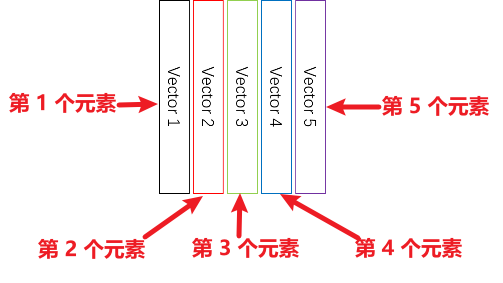 Vector 1
Vector 2
Vector 3
Vector 4
Vector 5
第 1 个元素
第 5 个元素
第 2 个元素
第 3 个元素
第 4 个元素